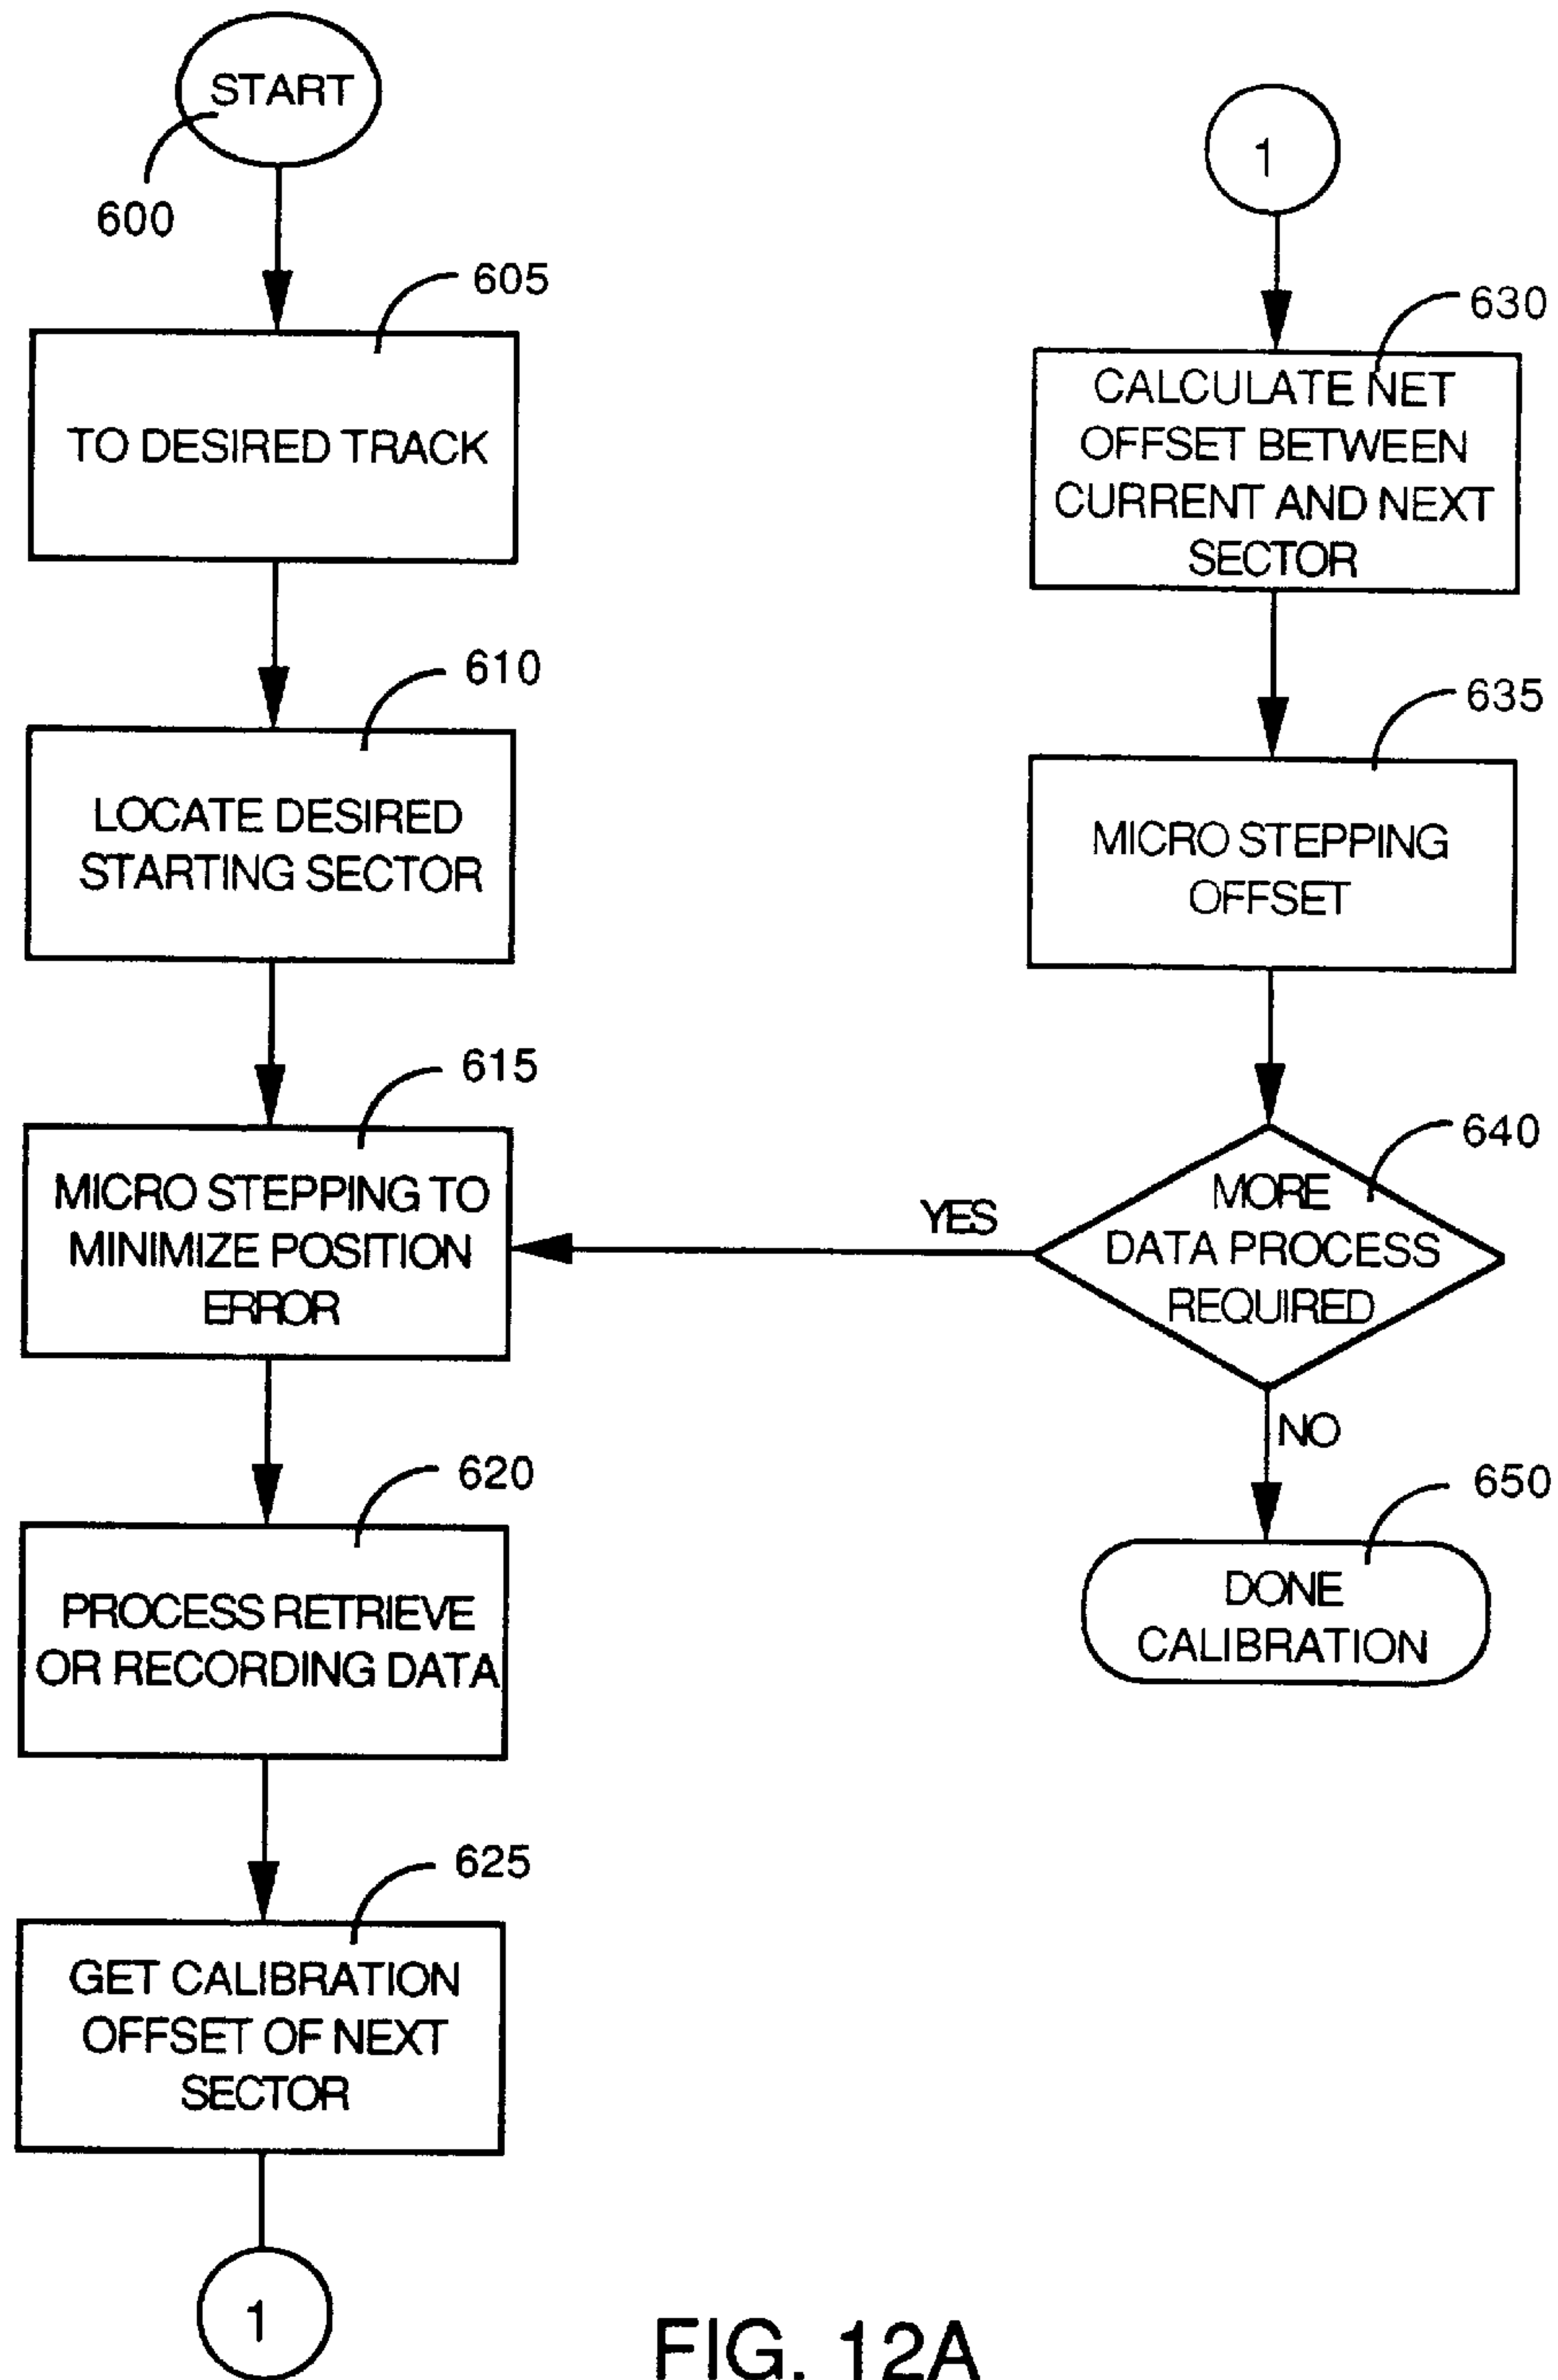 START
600
605
TO DESIRED TRACK
610
LOCATE DESIRED
STARTING SECTOR
615
MICRO STEPPING TO
MINIMIZE POSITION
ERROR
620
PROCESS RETRIEVE
OR RECORDING DATA
625
GET CALIBRATION
OFFSET OF NEXT
SECTOR
1
1
630
CALCULATE NET
OFFSET BETWEEN
CURRENT AND NEXT
SECTOR
635
MICRO STEPPING
OFFSET
640
MORE
DATA PROCESS
REQUIRED
YES
NO
650
DONE
CALIBRATION
FIG. 12A